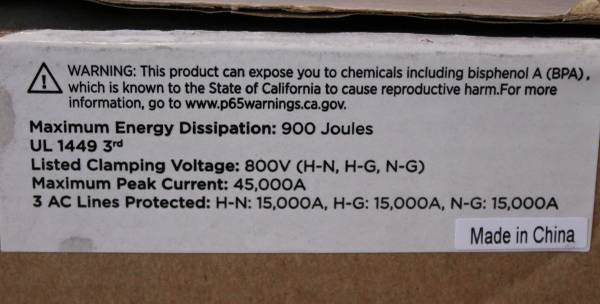 WARNING: This product can expose you to chemicals including bisphenol A (BPA),
which is known to the State of California to cause reproductive harm.For more
information, go to www.p65warnings.ca.gov.
Maximum Energy Dissipation: 900 Joules
UL 1449 3rd
Listed Clamping Voltage: 800V (H-N, H-G, N-G)
Maximum Peak Current: 45,000A
3 AC Lines Protected: H-N: 15,000A, H-G: 15,000A, N-G: 15,000A
Made in China